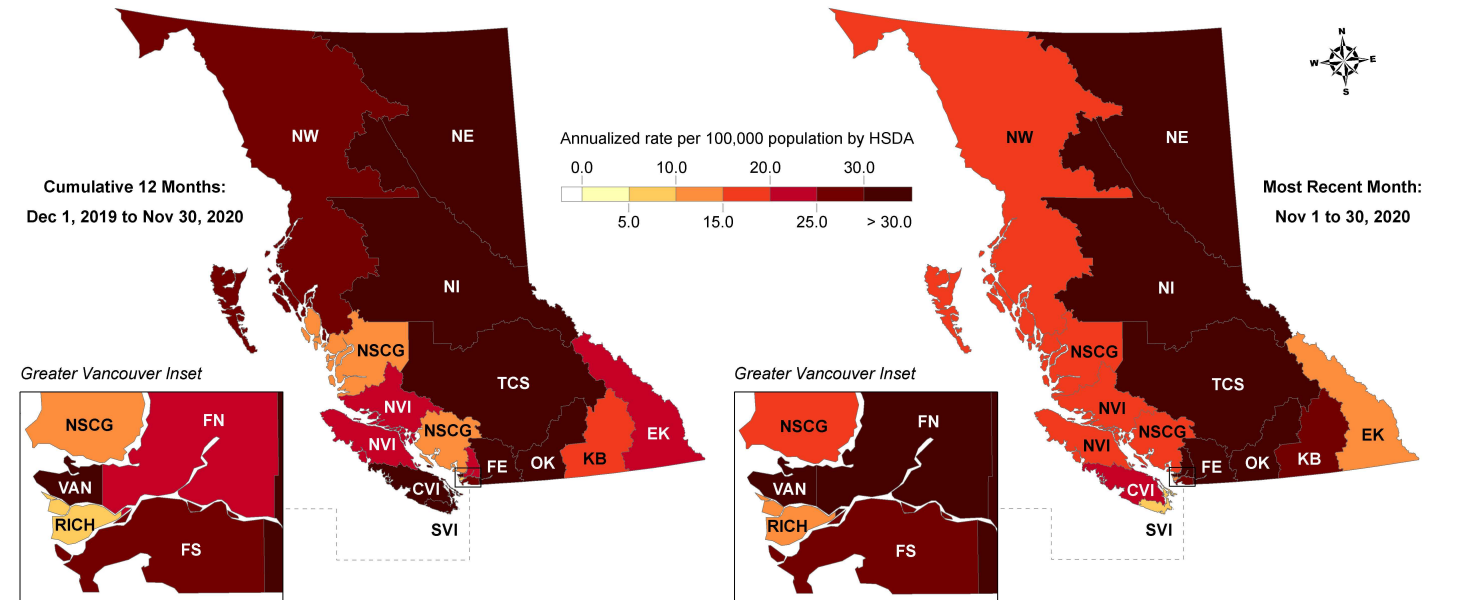 N
W E
S
NW
NE
Cumulative 12 Months:
Dec 1, 2019 to Nov 30, 2020
NI
NSCG
TCS
NVI
NVI
NSCG
EK
KB
OK
FE
CVI
SVI
Greater Vancouver Inset
NSCG
FN
VAN
RICH
FS
Annualized rate per 100,000 population by HSDA
0.0 10.0 20.0 30.0
5.0 15.0 25.0 > 30.0
NW
NE
Most Recent Month:
Nov 1 to 30, 2020
NI
NSCG
TCS
NVI
NVI
NSCG
EK
KB
OK
FE
CVI
SVI
Greater Vancouver Inset
NSCG
FN
VAN
RICH
FS